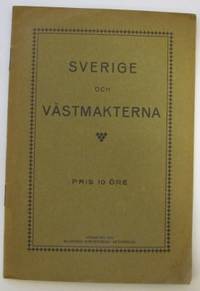 SVERIGE
OCH
VÄSTMAKTERNA
PRIS 10 ÖRE